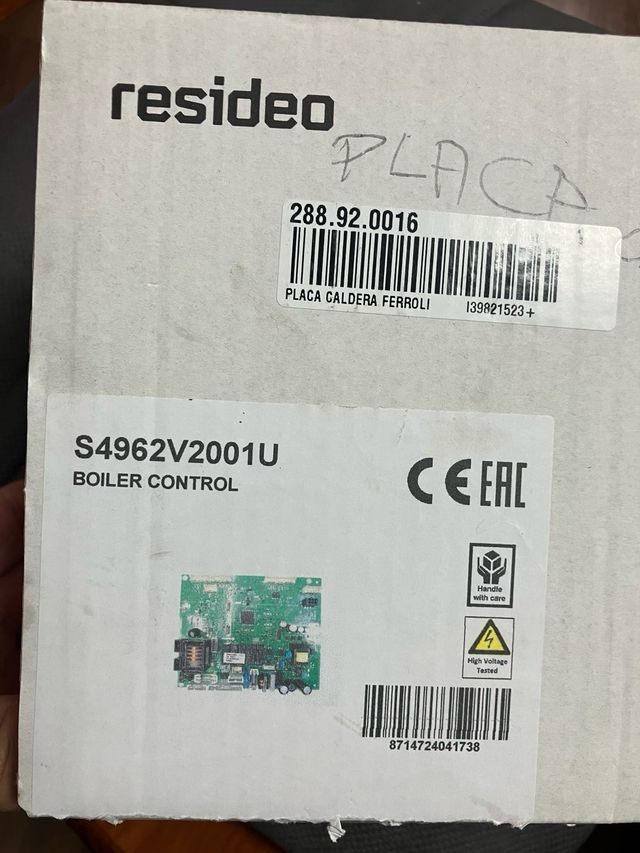 resideo
PLACA
288.92.0016
PLACA CALDERA FERROLI I39821523+
S4962V2001U
BOILER CONTROL
CE EAC
Handle
with care
High Voltage
Tested
8714724041738